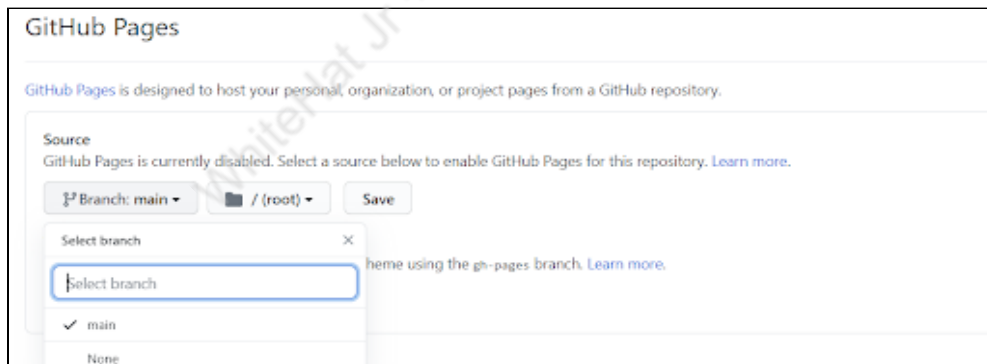 GitHub Pages
GitHub Pages is designed to host your personal, organization, or project pages from a GitHub repository.
Source
GitHub Pages is currently disabled. Select a source below to enable GitHub Pages for this repository. Learn more.
Branch: main
/ (root)
Save
Select branch
heme using the gh-pages branch. Learn more.
Select branch
main
None
WhiteHat Jr